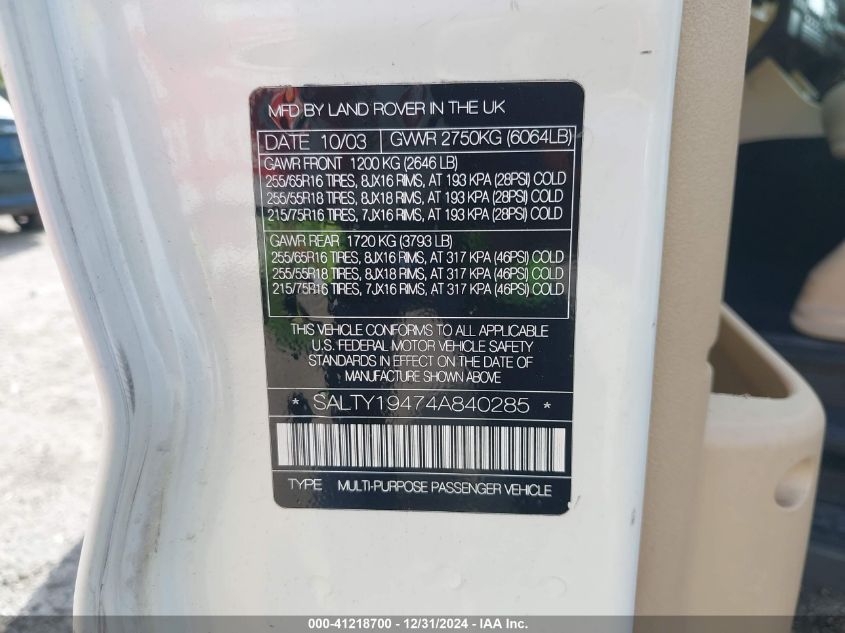 MFD BY LAND ROVER IN THE UK
DATE 10/03 GVWR 2750KG (6064LB)
GAWR FRONT 1200 KG (2646 LB)
255/65R16 TIRES, 8JX16 RIMS, AT 193 KPA (28PSI) COLD
255/55R18 TIRES, 8JX18 RIMS, AT 193 KPA (28PSI) COLD
215/75R16 TIRES, 7JX16 RIMS, AT 193 KPA (28PSI) COLD
GAWR REAR 1720 KG (3793 LB)
255/65R16 TIRES, 8JX16 RIMS, AT 317 KPA (46PSI) COLD
255/55R18 TIRES, 8JX18 RIMS, AT 317 KPA (46PSI) COLD
215/75R16 TIRES, 7JX16 RIMS, AT 317 KPA (46PSI) COLD
THIS VEHICLE CONFORMS TO ALL APPLICABLE
U.S. FEDERAL MOTOR VEHICLE SAFETY
STANDARDS IN EFFECT ON THE DATE OF
MANUFACTURE SHOWN ABOVE
* SALTY19474A840285 *
TYPE MULTI-PURPOSE PASSENGER VEHICLE
000-41218700 - 12/31/2024 - IAA Inc.